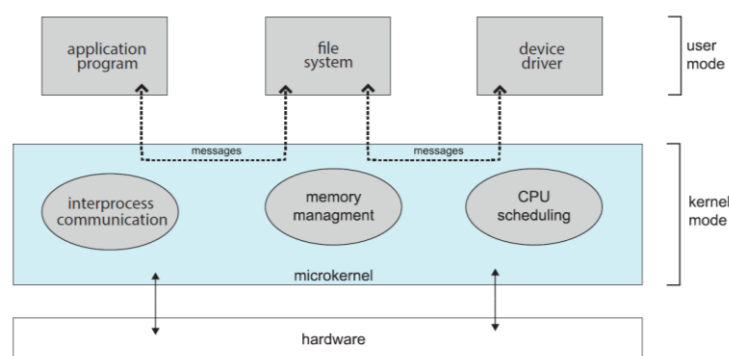 application
program
file
system
device
driver
user
mode
messages
messages
interprocess
communication
memory
managment
CPU
scheduling
kernel
mode
microkernel
hardware